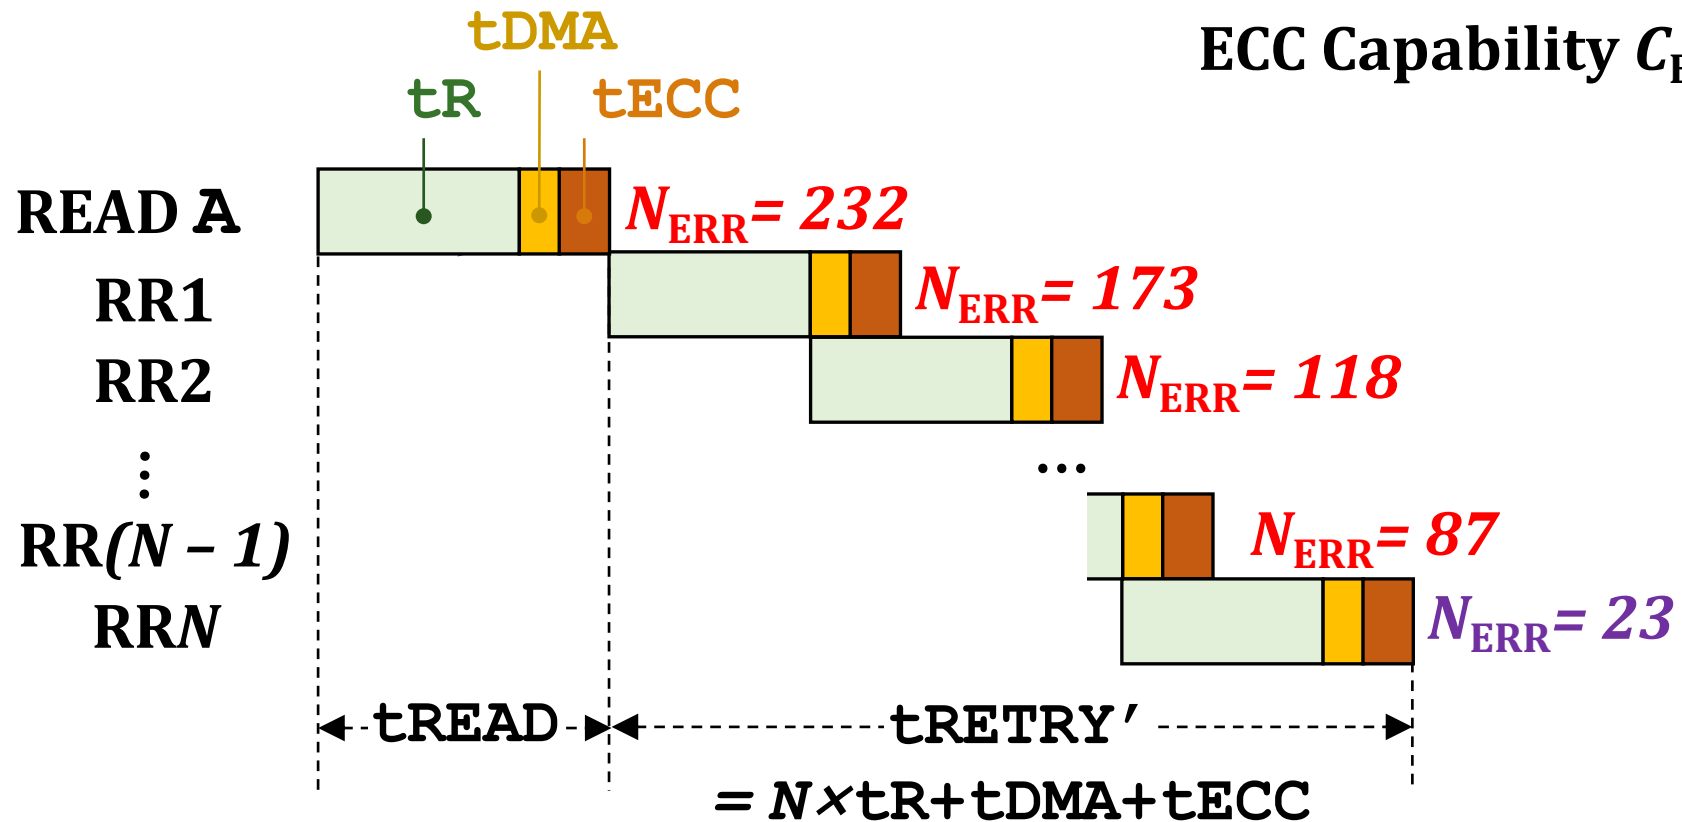 tDMA
ECC Capability C
tR
tECC
READ A
N_ERR = 232
RR1
N_ERR = 173
RR2
N_ERR = 118
⋮
...
RR(N – 1)
N_ERR = 87
RRN
N_ERR = 23
tREAD
tRETRY′
= N×tR+tDMA+tECC